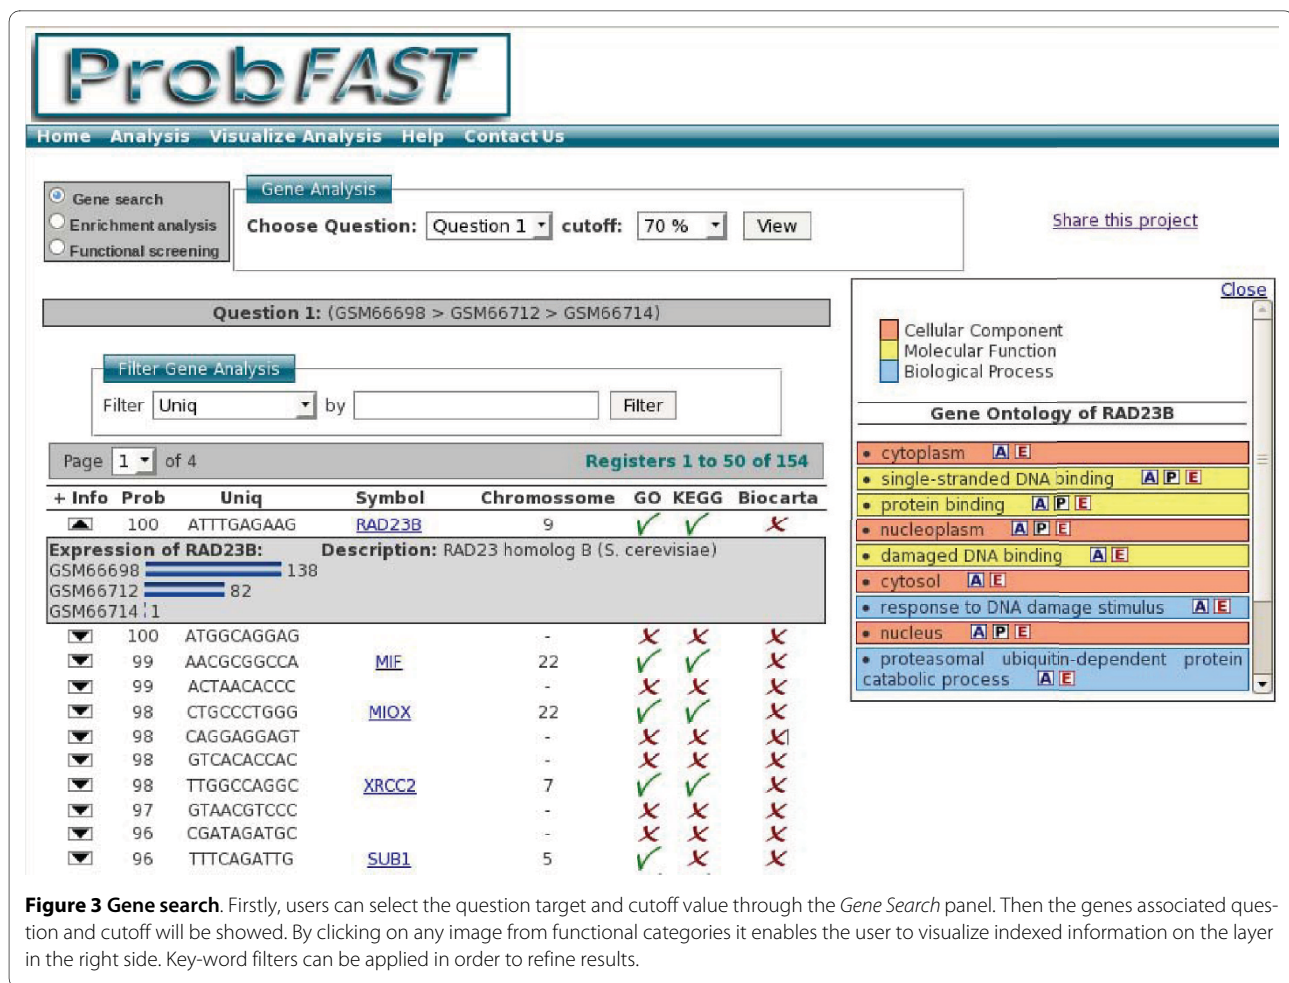 ProbFAST
Home Analysis Visualize Analysis Help Contact Us
Gene search
Enrichment analysis
Functional screening
Gene Analysis
Choose Question: Question 1 cutoff: 70 % View
Share this project
Question 1: (GSM66698 > GSM66712 > GSM66714)
Filter Gene Analysis
Filter Uniq by Filter
Page 1 of 4 Registers 1 to 50 of 154
+ Info Prob Uniq Symbol Chromossome GO KEGG Biocarta
100 ATTTGAGAAG RAD23B 9
Expression of RAD23B: Description: RAD23 homolog B (S. cerevisiae)
GSM66698 138
GSM66712 82
GSM66714 1
100 ATGGCAGGAG -
99 AACGCGGCCA MIF 22
99 ACTAACACCC -
98 CTGCCCTGGG MIOX 22
98 CAGGAGGAGT -
98 GTCACACCAC -
98 TTGGCCAGGC XRCC2 7
97 GTAACGTCCC -
96 CGATAGATGC -
96 TTTCAGATTG SUB1 5
Close
Cellular Component
Molecular Function
Biological Process
Gene Ontology of RAD23B
• cytoplasm A E
• single-stranded DNA binding A P E
• protein binding A P E
• nucleoplasm A P E
• damaged DNA binding A E
• cytosol A E
• response to DNA damage stimulus A E
• nucleus A P E
• proteasomal ubiquitin-dependent protein
catabolic process A E
Figure 3 Gene search. Firstly, users can select the question target and cutoff value through the Gene Search panel. Then the genes associated ques-
tion and cutoff will be showed. By clicking on any image from functional categories it enables the user to visualize indexed information on the layer
in the right side. Key-word filters can be applied in order to refine results.